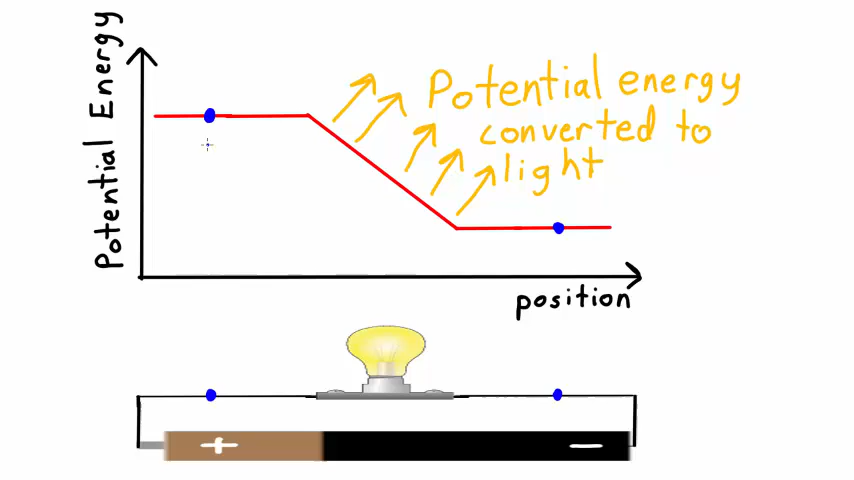 Potential Energy
Potential energy
converted to
light
position
+
−